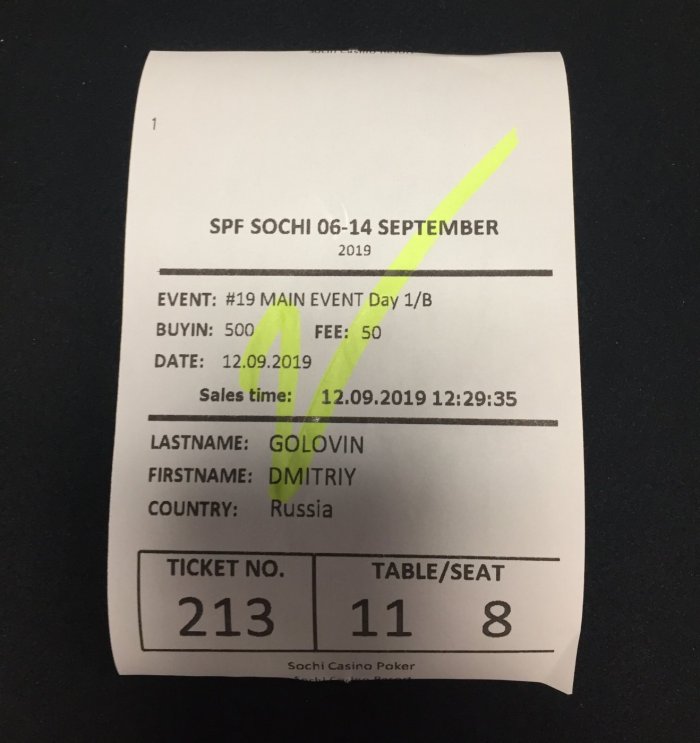 1
SPF SOCHI 06-14 SEPTEMBER
2019
EVENT: #19 MAIN EVENT Day 1/B
BUYIN: 500 FEE: 50
DATE: 12.09.2019
Sales time: 12.09.2019 12:29:35
LASTNAME: GOLOVIN
FIRSTNAME: DMITRIY
COUNTRY: Russia
TICKET NO. TABLE/SEAT
213 11 8
Sochi Casino Poker